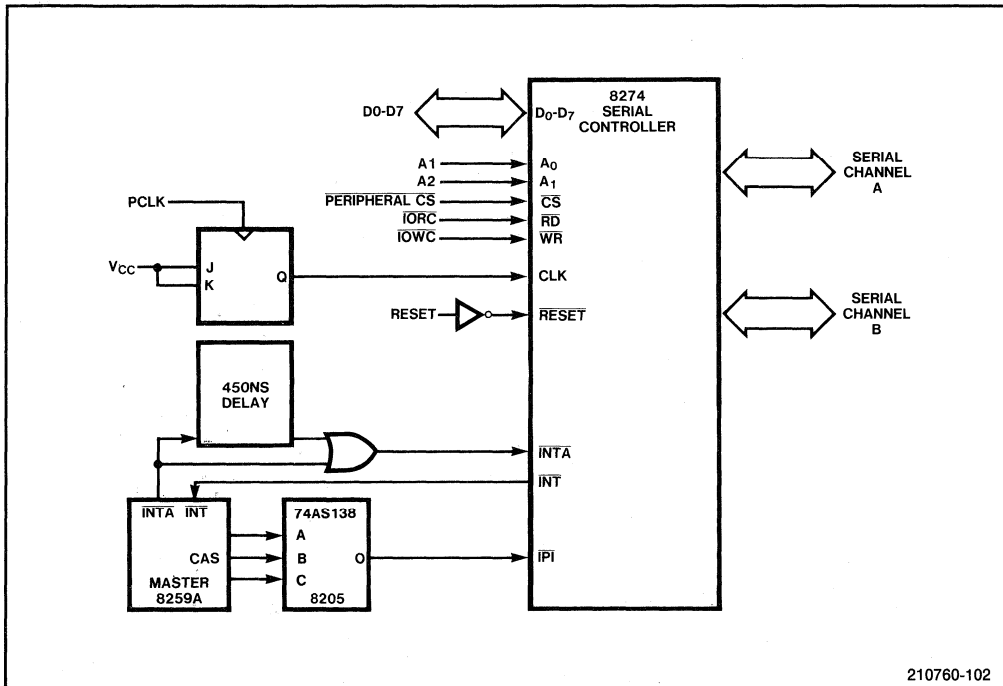 8274
SERIAL
CONTROLLER
D0-D7
D₀-D₇
A1
A₀
A2
A₁
PERIPHERAL CS
CS
IORC
RD
IOWC
WR
PCLK
J
K
Q
VCC
CLK
RESET
RESET
SERIAL
CHANNEL
A
SERIAL
CHANNEL
B
450NS
DELAY
INTA
INT
INTA INT
CAS
MASTER
8259A
74AS138
A
B
C
O
8205
IPI
210760-102